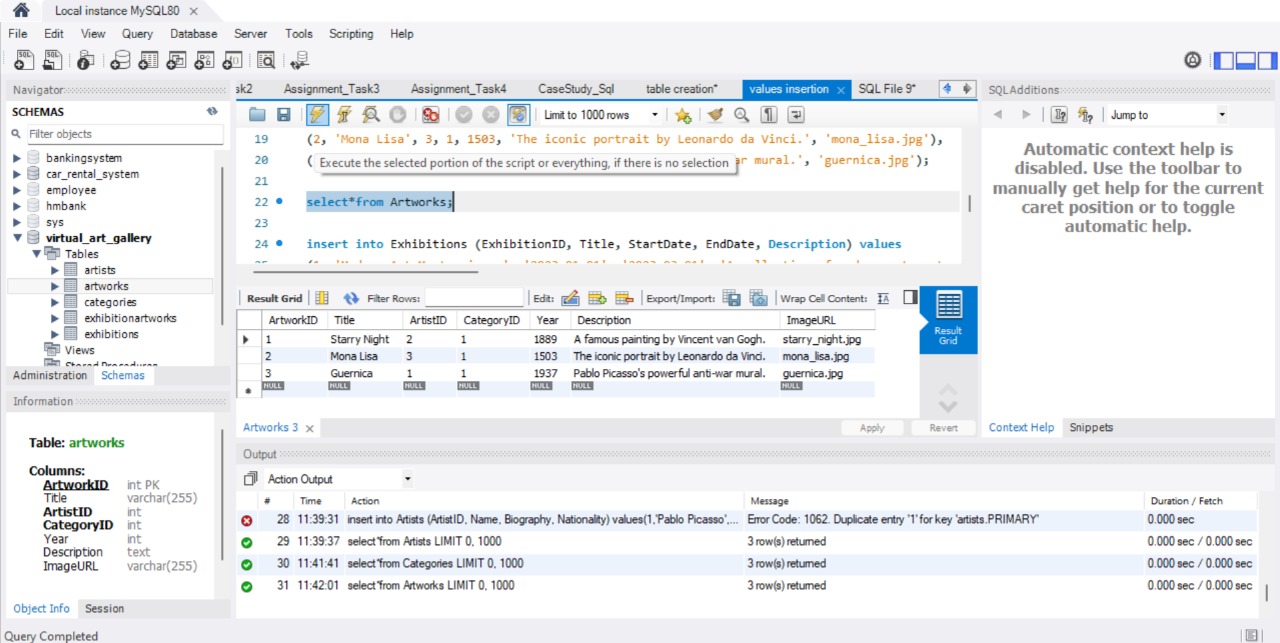 Local instance MySQL80
File Edit View Query Database Server Tools Scripting Help
Navigator
SCHEMAS
Filter objects
bankingsystem
car_rental_system
employee
hmbank
sys
virtual_art_gallery
Tables
artists
artworks
categories
exhibitionartworks
exhibitions
Views
Stored Procedures
Administration Schemas
Information
Table: artworks
Columns:
ArtworkID int PK
Title varchar(255)
ArtistID int
CategoryID int
Year int
Description text
ImageURL varchar(255)
Object Info Session
sk2 Assignment_Task3 Assignment_Task4 CaseStudy_Sql table creation* values insertion SQL File 9*
Limit to 1000 rows
19 (2, 'Mona Lisa', 3, 1, 1503, 'The iconic portrait by Leonardo da Vinci.', 'mona_lisa.jpg'),
20 ( ar mural.', 'guernica.jpg');
Execute the selected portion of the script or everything, if there is no selection
21
22 select*from Artworks;
23
24 insert into Exhibitions (ExhibitionID, Title, StartDate, EndDate, Description) values
Result Grid Filter Rows: Edit: Export/Import: Wrap Cell Content:
ArtworkID Title ArtistID CategoryID Year Description ImageURL
1 Starry Night 2 1 1889 A famous painting by Vincent van Gogh. starry_night.jpg
2 Mona Lisa 3 1 1503 The iconic portrait by Leonardo da Vinci. mona_lisa.jpg
3 Guernica 1 1 1937 Pablo Picasso's powerful anti-war mural. guernica.jpg
NULL NULL NULL NULL NULL NULL NULL
Result
Grid
Artworks 3 Apply Revert
SQLAdditions
Jump to
Automatic context help is
disabled. Use the toolbar to
manually get help for the current
caret position or to toggle
automatic help.
Context Help Snippets
Output
Action Output
# Time Action Message Duration / Fetch
28 11:39:31 insert into Artists (ArtistID, Name, Biography, Nationality) values(1,'Pablo Picasso',... Error Code: 1062. Duplicate entry '1' for key 'artists.PRIMARY' 0.000 sec
29 11:39:37 select*from Artists LIMIT 0, 1000 3 row(s) returned 0.000 sec / 0.000 sec
30 11:41:41 select*from Categories LIMIT 0, 1000 3 row(s) returned 0.000 sec / 0.000 sec
31 11:42:01 select*from Artworks LIMIT 0, 1000 3 row(s) returned 0.000 sec / 0.000 sec
Query Completed